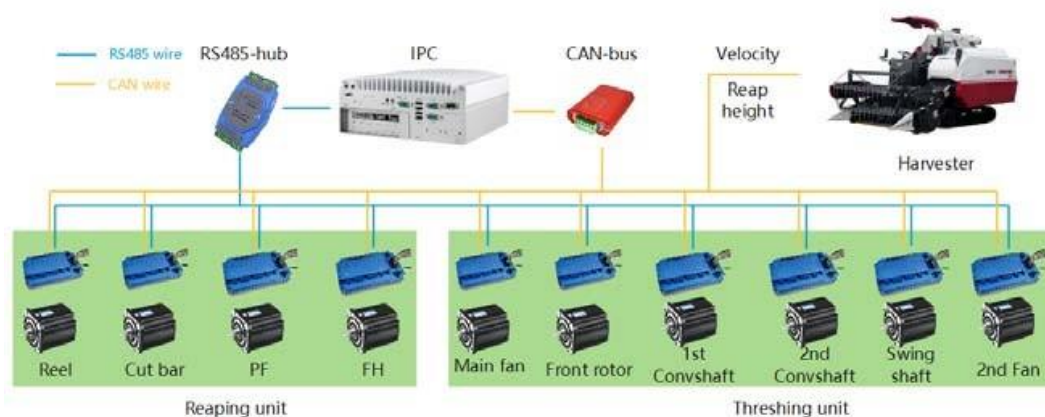 RS485 wire
CAN wire
RS485-hub
IPC
CAN-bus
Velocity
Reap
height
Harvester
Reel
Cut bar
PF
FH
Main fan
Front rotor
1st
Convshaft
2nd
Convshaft
Swing
shaft
2nd Fan
Reaping unit
Threshing unit